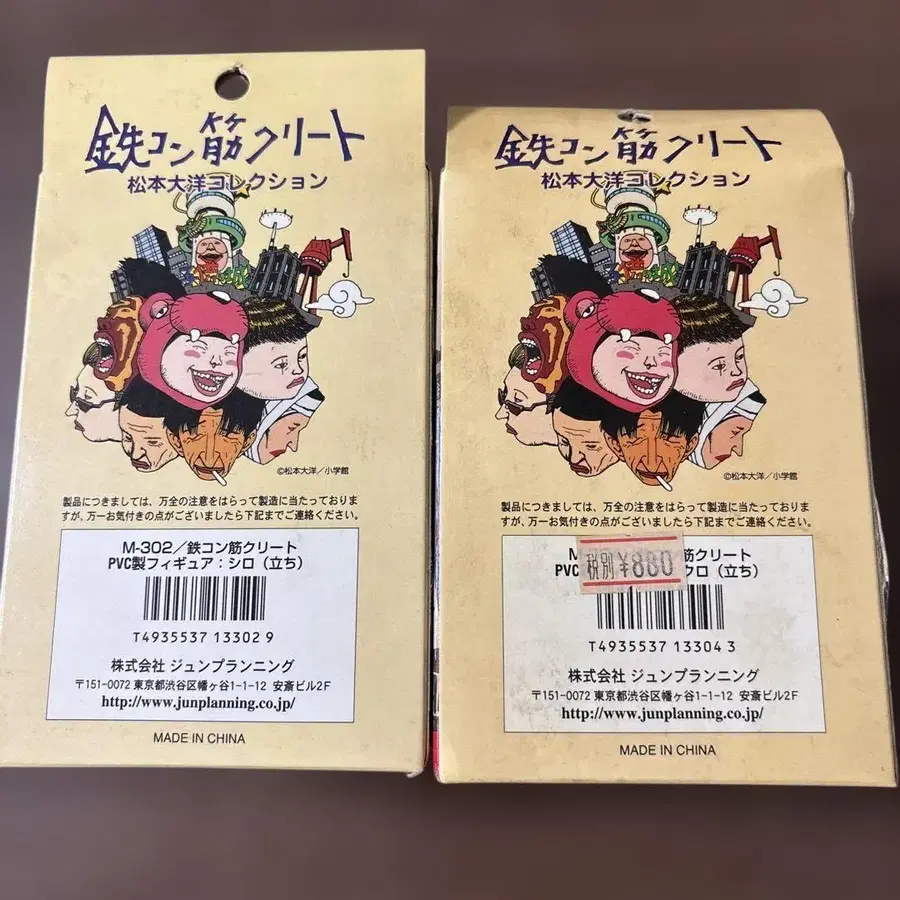 鉄コン筋クリート
松本大洋コレクション
©松本大洋／小学館
製品につきましては、万全の注意をはらって製造に当たっておりま
すが、万一お気付きの点がございましたら下記までご連絡ください。
M-302／鉄コン筋クリート
PVC製フィギュア：シロ（立ち）
T4935537 13302 9
株式会社 ジュンプランニング
〒151-0072 東京都渋谷区幡ヶ谷1-1-12 安斎ビル2F
http://www.junplanning.co.jp/
MADE IN CHINA
鉄コン筋クリート
松本大洋コレクション
©松本大洋／小学館
製品につきましては、万全の注意をはらって製造に当たっておりま
すが、万一お気付きの点がございましたら下記までご連絡ください。
税別￥880
M 筋クリート
PVC クロ（立ち）
T4935537 13304 3
株式会社 ジュンプランニング
〒151-0072 東京都渋谷区幡ヶ谷1-1-12 安斎ビル2F
http://www.junplanning.co.jp/
MADE IN CHINA